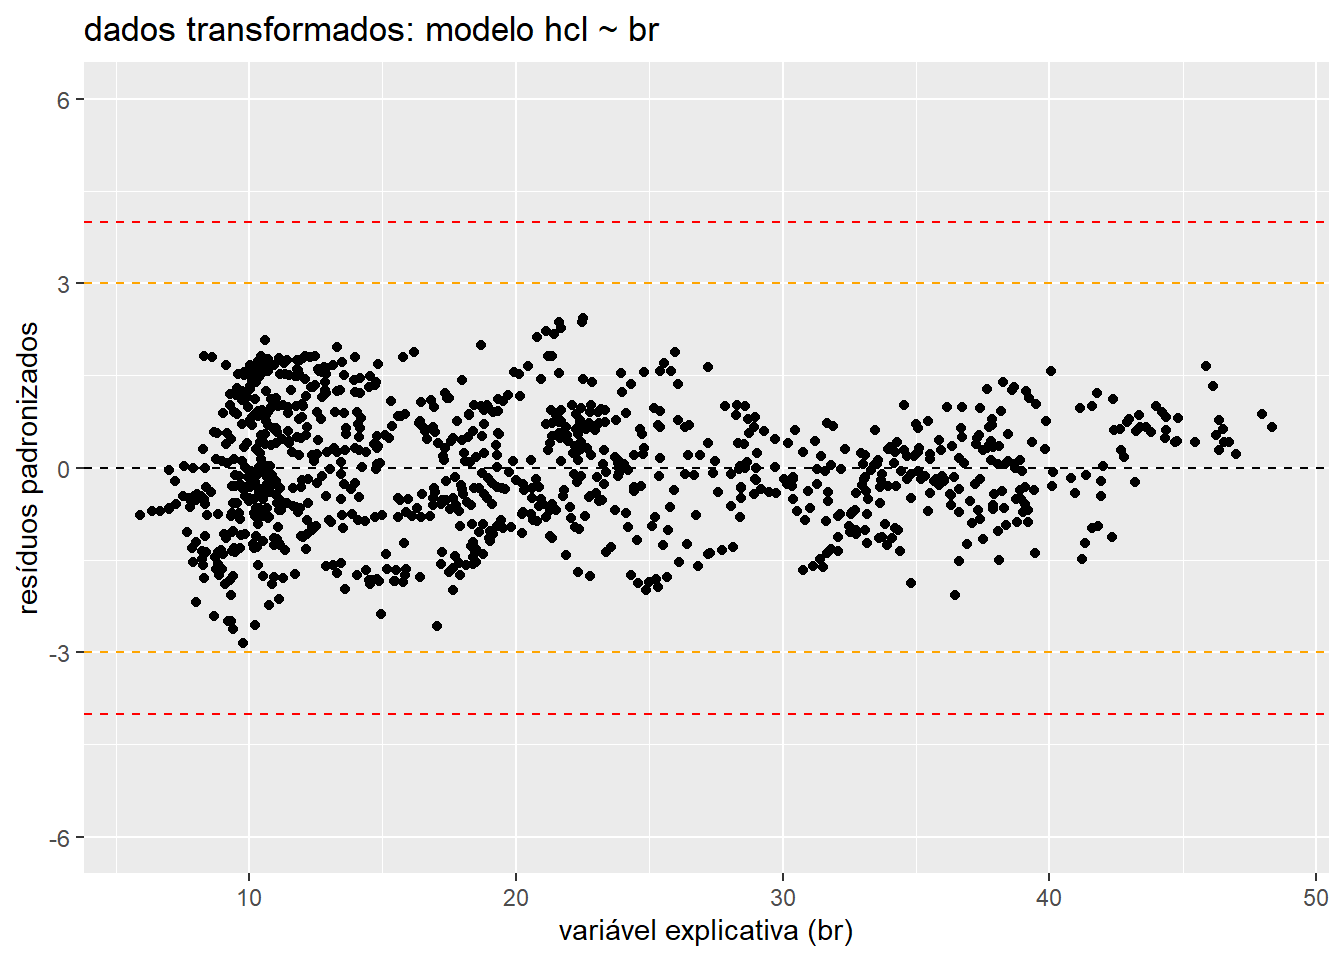 dados transformados: modelo hcl ~ br
6
3
0
-3
-6
resíduos padronizados
10 20 30 40 50
variável explicativa (br)